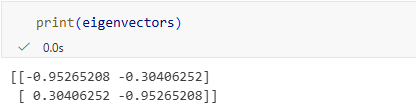 print(eigenvectors)
0.0s
[[-0.95265208 -0.30406252]
[ 0.30406252 -0.95265208]]